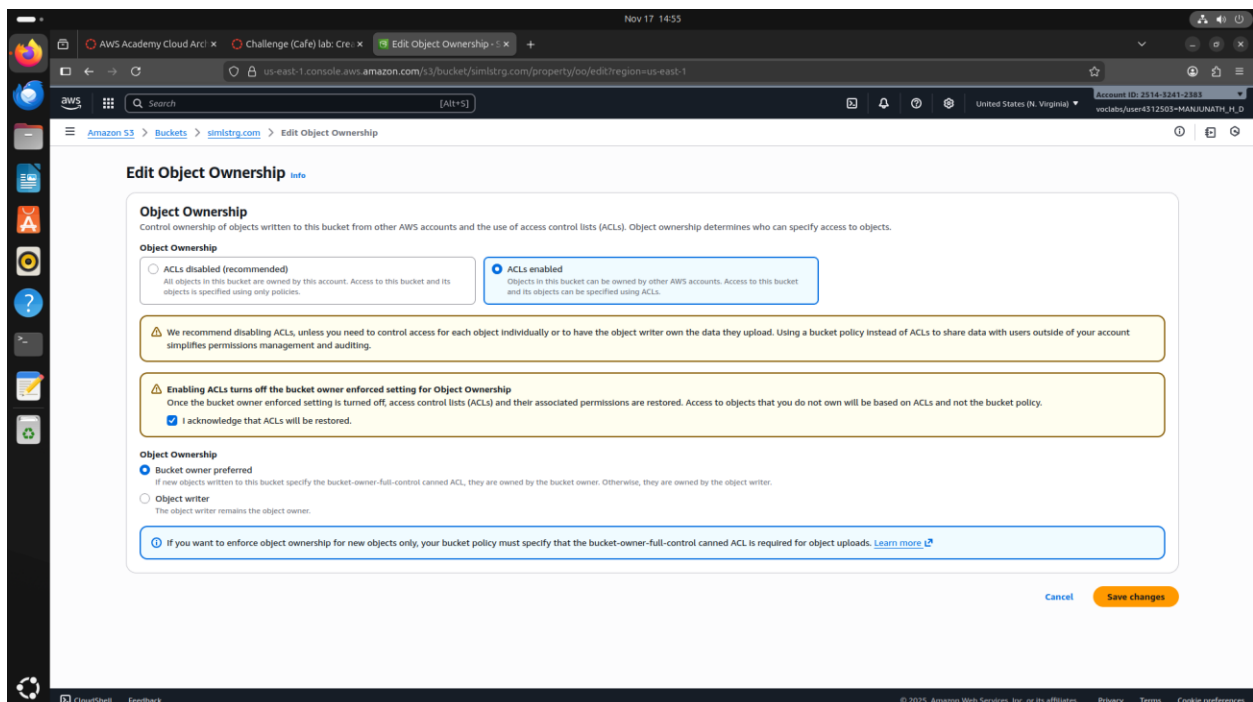 Nov 17 14:55
AWS Academy Cloud Arc
Challenge (Cafe) lab: Cre
Edit Object Ownership - S
us-east-1.console.aws.amazon.com/s3/bucket/simlstrg.com/property/oo/edit?region=us-east-1
aws
Search
[Alt+S]
United States (N. Virginia)
Account ID: 2514-3241-2383
voclabs/user4312503=MANJUNATH_H_D
Amazon S3 > Buckets > simlstrg.com > Edit Object Ownership
Edit Object Ownership Info
Object Ownership
Control ownership of objects written to this bucket from other AWS accounts and the use of access control lists (ACLs). Object ownership determines who can specify access to objects.
Object Ownership
ACLs disabled (recommended)
All objects in this bucket are owned by this account. Access to this bucket and its
objects is specified using only policies.
ACLs enabled
Objects in this bucket can be owned by other AWS accounts. Access to this bucket
and its objects can be specified using ACLs.
We recommend disabling ACLs, unless you need to control access for each object individually or to have the object writer own the data they upload. Using a bucket policy instead of ACLs to share data with users outside of your account
simplifies permissions management and auditing.
Enabling ACLs turns off the bucket owner enforced setting for Object Ownership
Once the bucket owner enforced setting is turned off, access control lists (ACLs) and their associated permissions are restored. Access to objects that you do not own will be based on ACLs and not the bucket policy.
I acknowledge that ACLs will be restored.
Object Ownership
Bucket owner preferred
If new objects written to this bucket specify the bucket-owner-full-control canned ACL, they are owned by the bucket owner. Otherwise, they are owned by the object writer.
Object writer
The object writer remains the object owner.
If you want to enforce object ownership for new objects only, your bucket policy must specify that the bucket-owner-full-control canned ACL is required for object uploads. Learn more
Cancel
Save changes
CloudShell Feedback
© 2025, Amazon Web Services, Inc. or its affiliates. Privacy Terms Cookie preferences